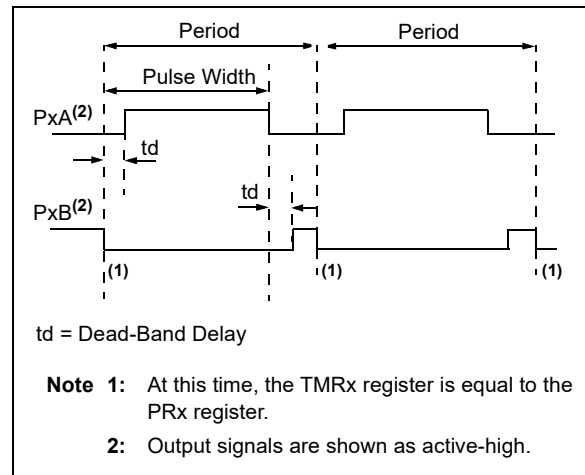 Period Period
Pulse Width
PxA(2)
td
td
PxB(2)
(1) (1) (1)
td = Dead-Band Delay
Note 1: At this time, the TMRx register is equal to the
PRx register.
2: Output signals are shown as active-high.